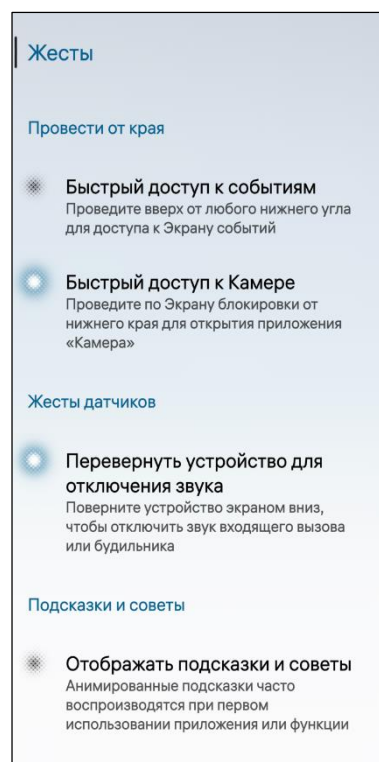 Жесты
Провести от края
Быстрый доступ к событиям
Проведите вверх от любого нижнего угла
для доступа к Экрану событий
Быстрый доступ к Камере
Проведите по Экрану блокировки от
нижнего края для открытия приложения
«Камера»
Жесты датчиков
Перевернуть устройство для
отключения звука
Поверните устройство экраном вниз,
чтобы отключить звук входящего вызова
или будильника
Подсказки и советы
Отображать подсказки и советы
Анимированные подсказки часто
воспроизводятся при первом
использовании приложения или функции